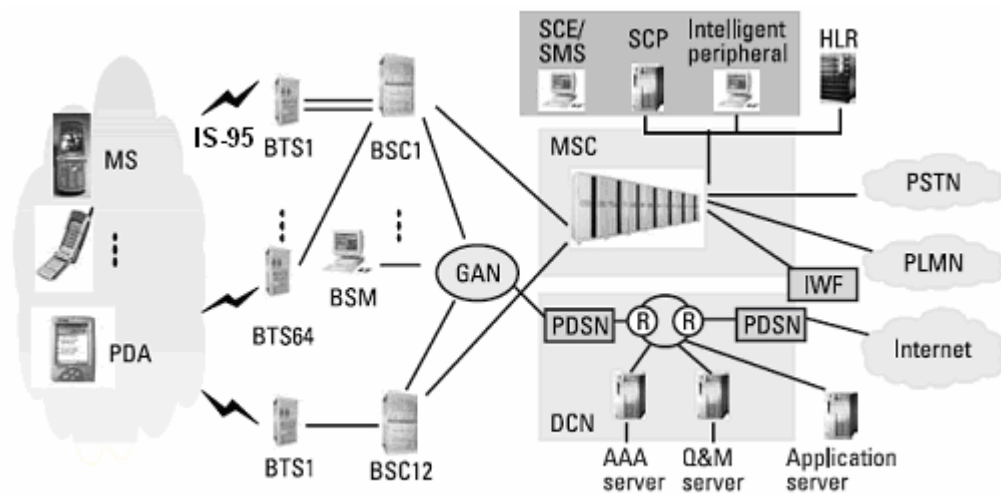 SCE/
SMS
SCP
Intelligent
peripheral
HLR
MS
IS-95
BTS1
BSC1
MSC
PSTN
PLMN
IWF
BTS64
BSM
GAN
PDA
PDSN
R
R
PDSN
Internet
BTS1
BSC12
DCN
AAA
server
Q&M
server
Application
server